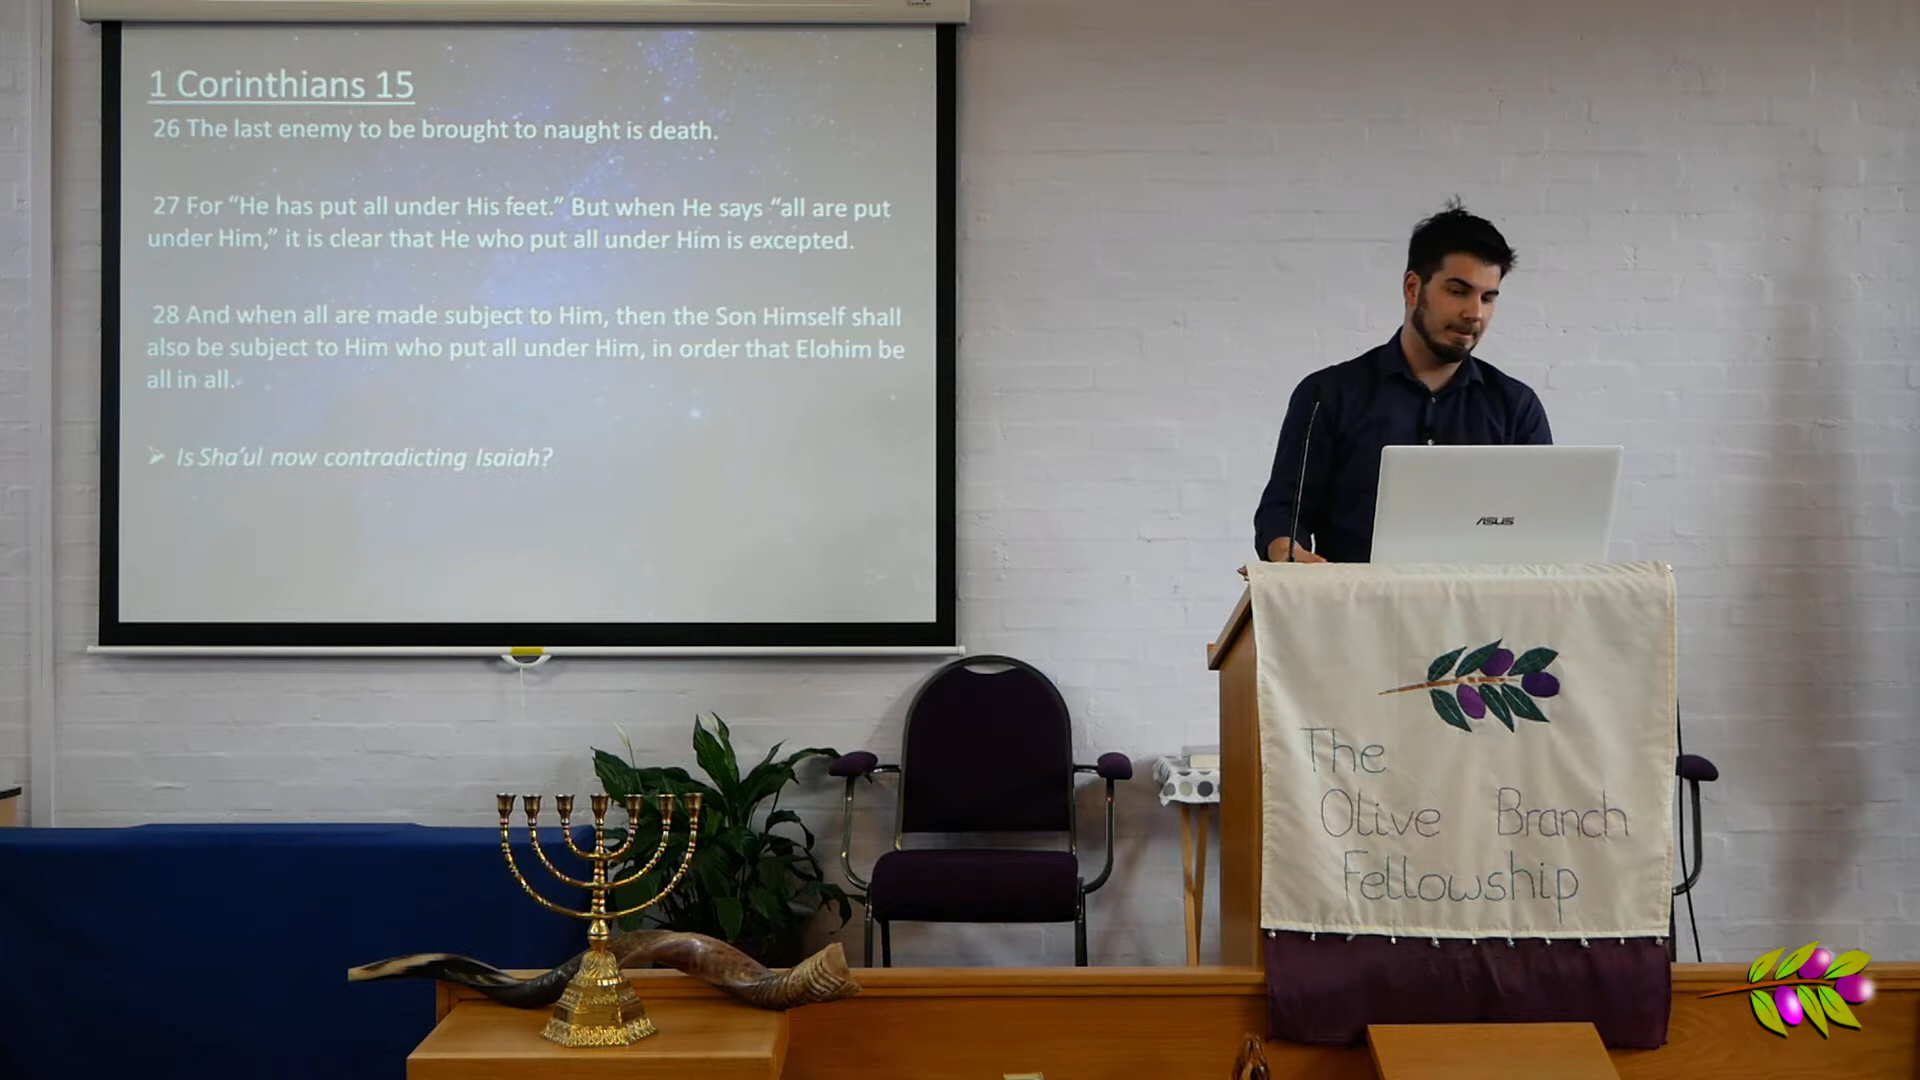 1 Corinthians 15
26 The last enemy to be brought to naught is death.
27 For “He has put all under His feet.” But when He says “all are put
under Him,” it is clear that He who put all under Him is excepted.
28 And when all are made subject to Him, then the Son Himself shall
also be subject to Him who put all under Him, in order that Elohim be
all in all.
➢ Is Sha’ul now contradicting Isaiah?
ASUS
The
Olive Branch
Fellowship